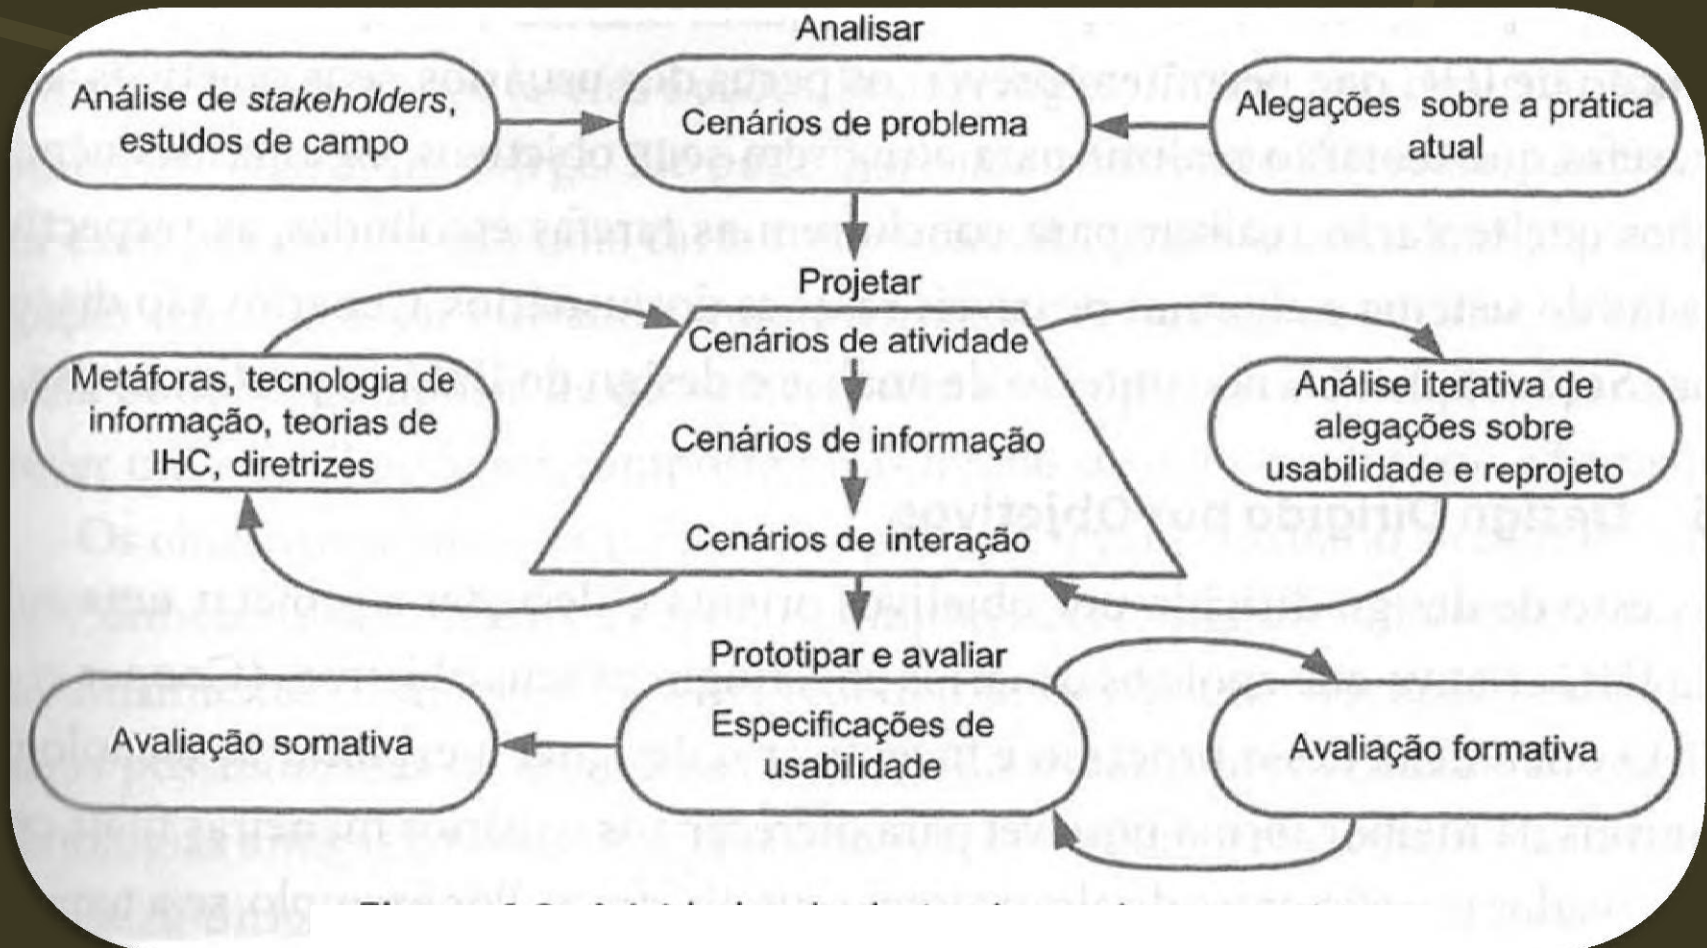 Analisar
Análise de stakeholders,
estudos de campo
Cenários de problema
Alegações sobre a prática
atual
Projetar
Cenários de atividade
Cenários de informação
Cenários de interação
Metáforas, tecnologia de
informação, teorias de
IHC, diretrizes
Análise iterativa de
alegações sobre
usabilidade e reprojeto
Prototipar e avaliar
Especificações de
usabilidade
Avaliação somativa
Avaliação formativa